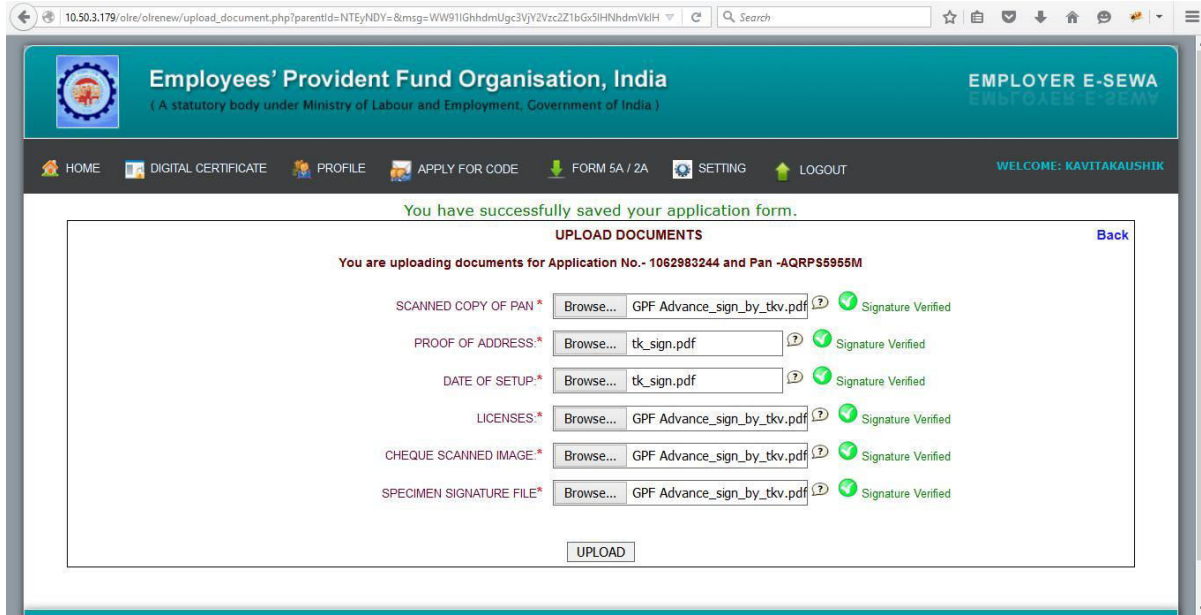 10.50.3.179/olre/olrenew/upload_document.php?parentId=NTEyNDY=&msg=WW91IGhhdmUgc3VjY2Vzc2Z1bGx5IHNhdmVkIH Search
Employees' Provident Fund Organisation, India
( A statutory body under Ministry of Labour and Employment, Government of India )
EMPLOYER E-SEWA
HOME DIGITAL CERTIFICATE PROFILE APPLY FOR CODE FORM 5A / 2A SETTING LOGOUT WELCOME: KAVITAKAUSHIK
You have successfully saved your application form.
UPLOAD DOCUMENTS Back
You are uploading documents for Application No.- 1062983244 and Pan -AQRPS5955M
SCANNED COPY OF PAN * Browse... GPF Advance_sign_by_tkv.pdf ? Signature Verified
PROOF OF ADDRESS:* Browse... tk_sign.pdf ? Signature Verified
DATE OF SETUP:* Browse... tk_sign.pdf ? Signature Verified
LICENSES:* Browse... GPF Advance_sign_by_tkv.pdf ? Signature Verified
CHEQUE SCANNED IMAGE:* Browse... GPF Advance_sign_by_tkv.pdf ? Signature Verified
SPECIMEN SIGNATURE FILE* Browse... GPF Advance_sign_by_tkv.pdf ? Signature Verified
UPLOAD